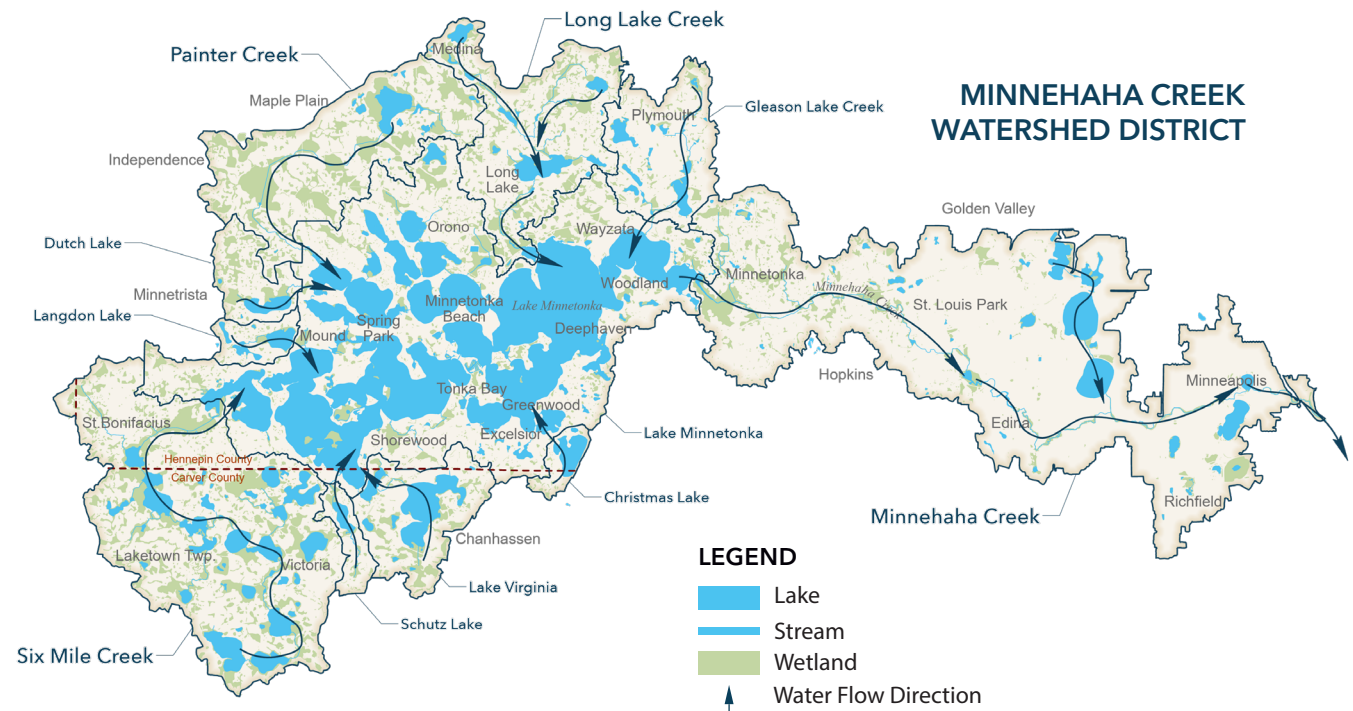 Long Lake Creek
Painter Creek
Medina
MINNEHAHA CREEK
WATERSHED DISTRICT
Maple Plain
Gleason Lake Creek
Plymouth
Independence
Long
Lake
Golden Valley
Orono
Wayzata
Dutch Lake
Minnetonka
Woodland
Minnehaha Creek
Minnetrista
Minnetonka
Beach
Lake Minnetonka
St. Louis Park
Langdon Lake
Spring
Park
Mound
Deephaven
Hopkins
Minneapolis
Tonka Bay
Greenwood
St.Bonifacius
Edina
Shorewood
Excelsior
Lake Minnetonka
Hennepin County
Carver County
Christmas Lake
Richfield
Minnehaha Creek
Chanhassen
Laketown Twp.
Victoria
Lake Virginia
Schutz Lake
Six Mile Creek
LEGEND
Lake
Stream
Wetland
Water Flow Direction